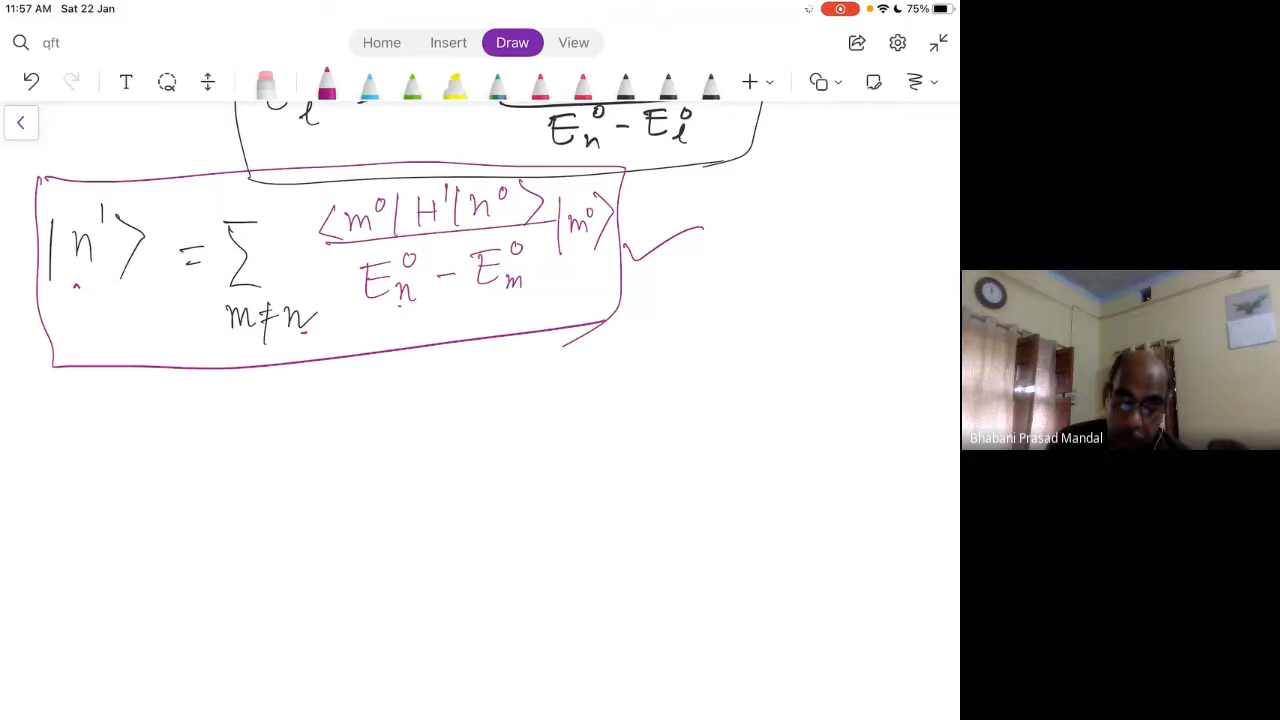 11:57 AM Sat 22 Jan 75%
qft Home Insert Draw View
T
E_n^0 - E_l^0
|n'⟩ = Σ_{m≠n} ⟨m^0|H'|n^0⟩ / (E_n^0 - E_m^0) |m^0⟩ ✓
Bhabani Prasad Mandal